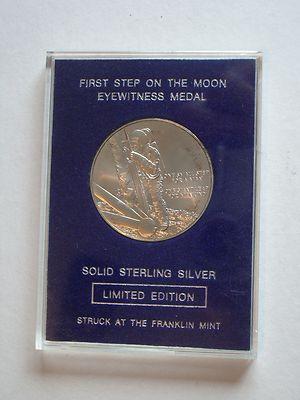 FIRST STEP ON THE MOON
EYEWITNESS MEDAL
SOLID STERLING SILVER
LIMITED EDITION
STRUCK AT THE FRANKLIN MINT